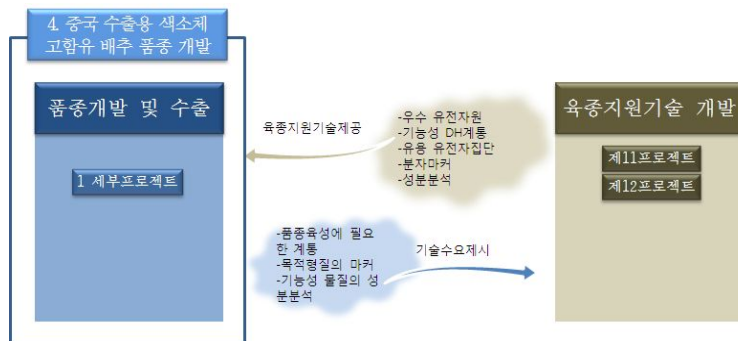 4. 중국 수출용 색소체
고함유 배추 품종 개발
품종개발 및 수출
1 세부프로젝트
육종지원기술제공
-우수 유전자원
-기능성 DH계통
-유용 유전자집단
-분자마커
-성분분석
-품종육성에 필요
한 계통
-목적형질의 마커
-기능성 물질의 성
분분석
기술수요제시
육종지원기술 개발
제11프로젝트
제12프로젝트